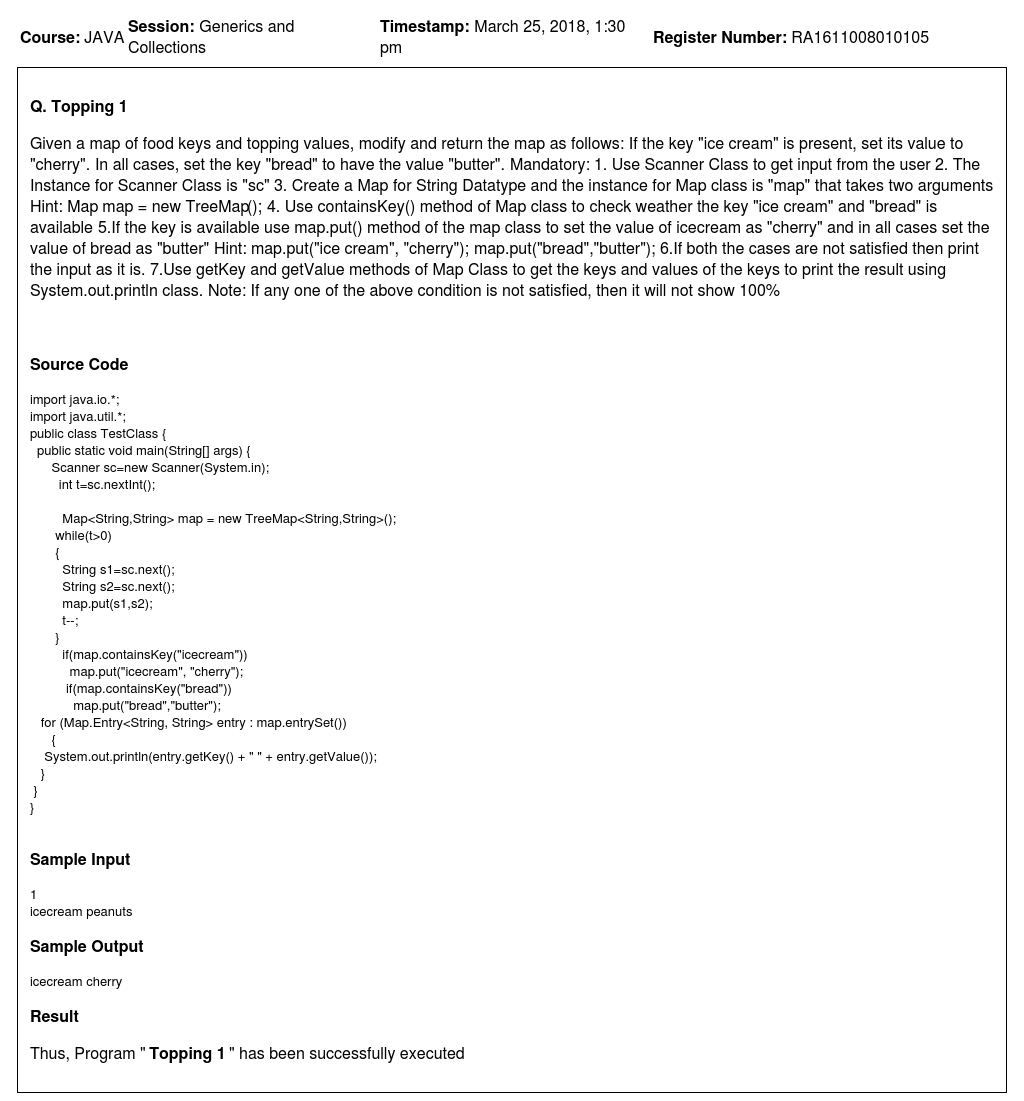 Course: JAVA Session: Generics and Collections Timestamp: March 25, 2018, 1:30 pm Register Number: RA1611008010105
Q. Topping 1
Given a map of food keys and topping values, modify and return the map as follows: If the key "ice cream" is present, set its value to
"cherry". In all cases, set the key "bread" to have the value "butter". Mandatory: 1. Use Scanner Class to get input from the user 2. The
Instance for Scanner Class is "sc" 3. Create a Map for String Datatype and the instance for Map class is "map" that takes two arguments
Hint: Map map = new TreeMap(); 4. Use containsKey() method of Map class to check weather the key "ice cream" and "bread" is
available 5.If the key is available use map.put() method of the map class to set the value of icecream as "cherry" and in all cases set the
value of bread as "butter" Hint: map.put("ice cream", "cherry"); map.put("bread","butter"); 6.If both the cases are not satisfied then print
the input as it is. 7.Use getKey and getValue methods of Map Class to get the keys and values of the keys to print the result using
System.out.println class. Note: If any one of the above condition is not satisfied, then it will not show 100%
Source Code
import java.io.*;
import java.util.*;
public class TestClass {
public static void main(String[] args) {
Scanner sc=new Scanner(System.in);
int t=sc.nextInt();
Map<String,String> map = new TreeMap<String,String>();
while(t>0)
{
String s1=sc.next();
String s2=sc.next();
map.put(s1,s2);
t--;
}
if(map.containsKey("icecream"))
map.put("icecream", "cherry");
if(map.containsKey("bread"))
map.put("bread","butter");
for (Map.Entry<String, String> entry : map.entrySet())
{
System.out.println(entry.getKey() + " " + entry.getValue());
}
}
}
Sample Input
1
icecream peanuts
Sample Output
icecream cherry
Result
Thus, Program " Topping 1 " has been successfully executed